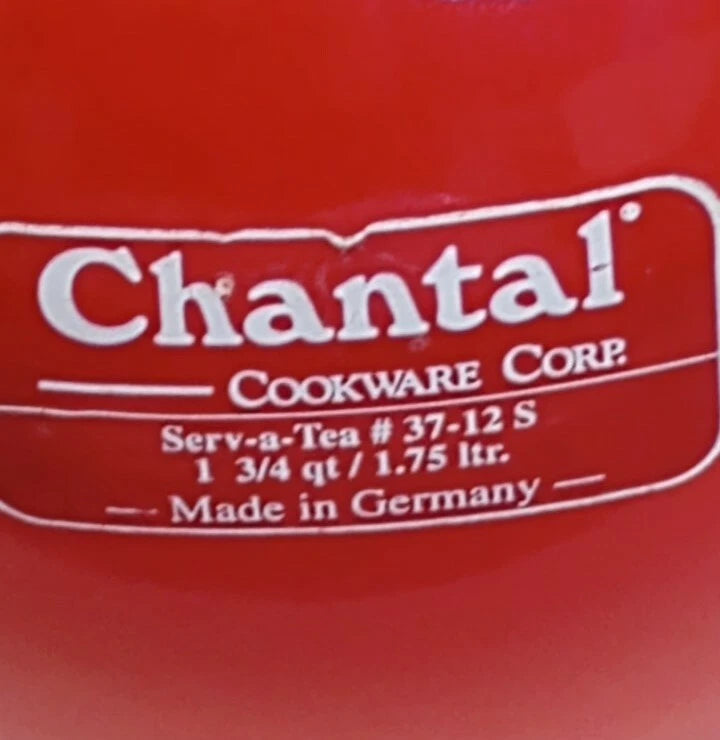 Chantal®
COOKWARE CORP.
Serv-a-Tea # 37-12 S
1 3/4 qt / 1.75 ltr.
— Made in Germany —